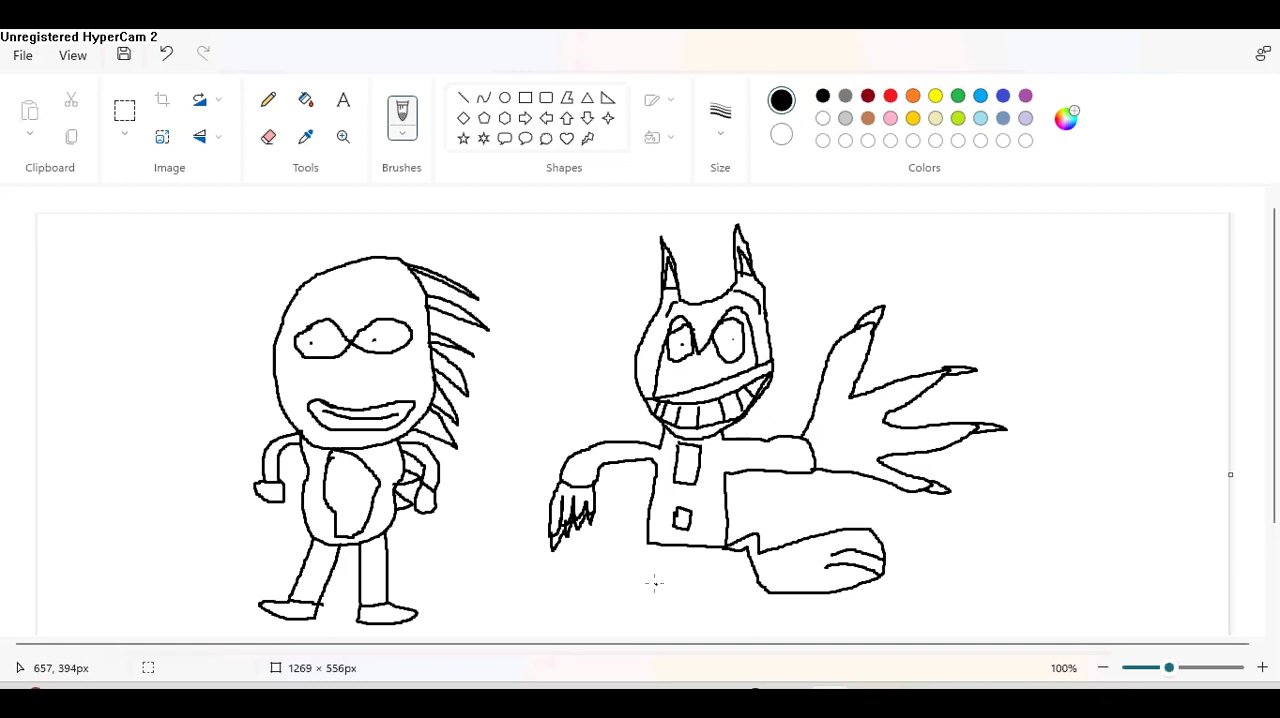 Unregistered HyperCam 2
File View
Clipboard Image Tools Brushes Shapes Size Colors
657, 394px 1269 × 556px 100%